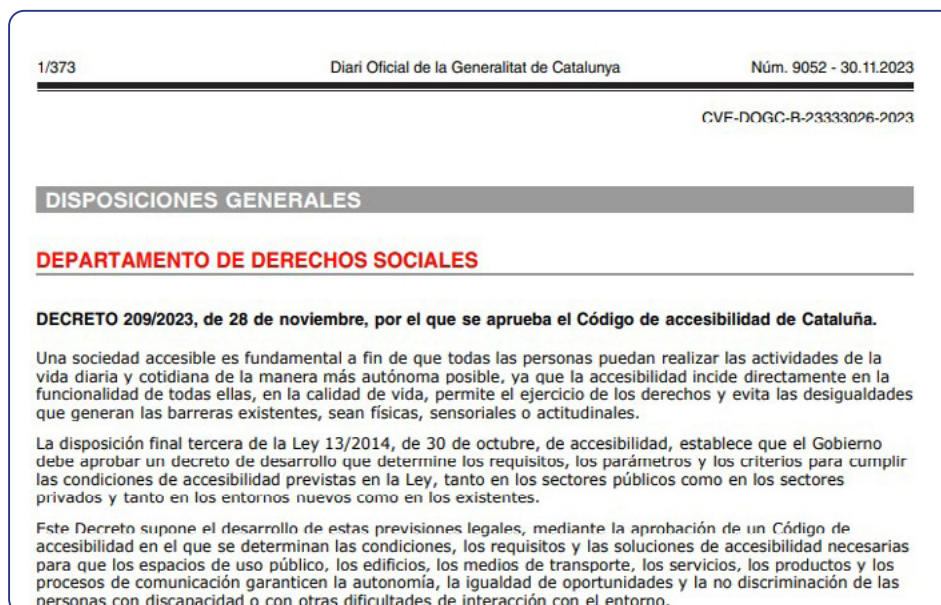 1/373 Diari Oficial de la Generalitat de Catalunya Núm. 9052 - 30.11.2023
CVE-DOGC-B-23333026-2023
DISPOSICIONES GENERALES
DEPARTAMENTO DE DERECHOS SOCIALES
DECRETO 209/2023, de 28 de noviembre, por el que se aprueba el Código de accesibilidad de Cataluña.
Una sociedad accesible es fundamental a fin de que todas las personas puedan realizar las actividades de la
vida diaria y cotidiana de la manera más autónoma posible, ya que la accesibilidad incide directamente en la
funcionalidad de todas ellas, en la calidad de vida, permite el ejercicio de los derechos y evita las desigualdades
que generan las barreras existentes, sean físicas, sensoriales o actitudinales.
La disposición final tercera de la Ley 13/2014, de 30 de octubre, de accesibilidad, establece que el Gobierno
debe aprobar un decreto de desarrollo que determine los requisitos, los parámetros y los criterios para cumplir
las condiciones de accesibilidad previstas en la Ley, tanto en los sectores públicos como en los sectores
privados y tanto en los entornos nuevos como en los existentes.
Este Decreto supone el desarrollo de estas previsiones legales, mediante la aprobación de un Código de
accesibilidad en el que se determinan las condiciones, los requisitos y las soluciones de accesibilidad necesarias
para que los espacios de uso público, los edificios, los medios de transporte, los servicios, los productos y los
procesos de comunicación garanticen la autonomía, la igualdad de oportunidades y la no discriminación de las
personas con discapacidad o con otras dificultades de interacción con el entorno.